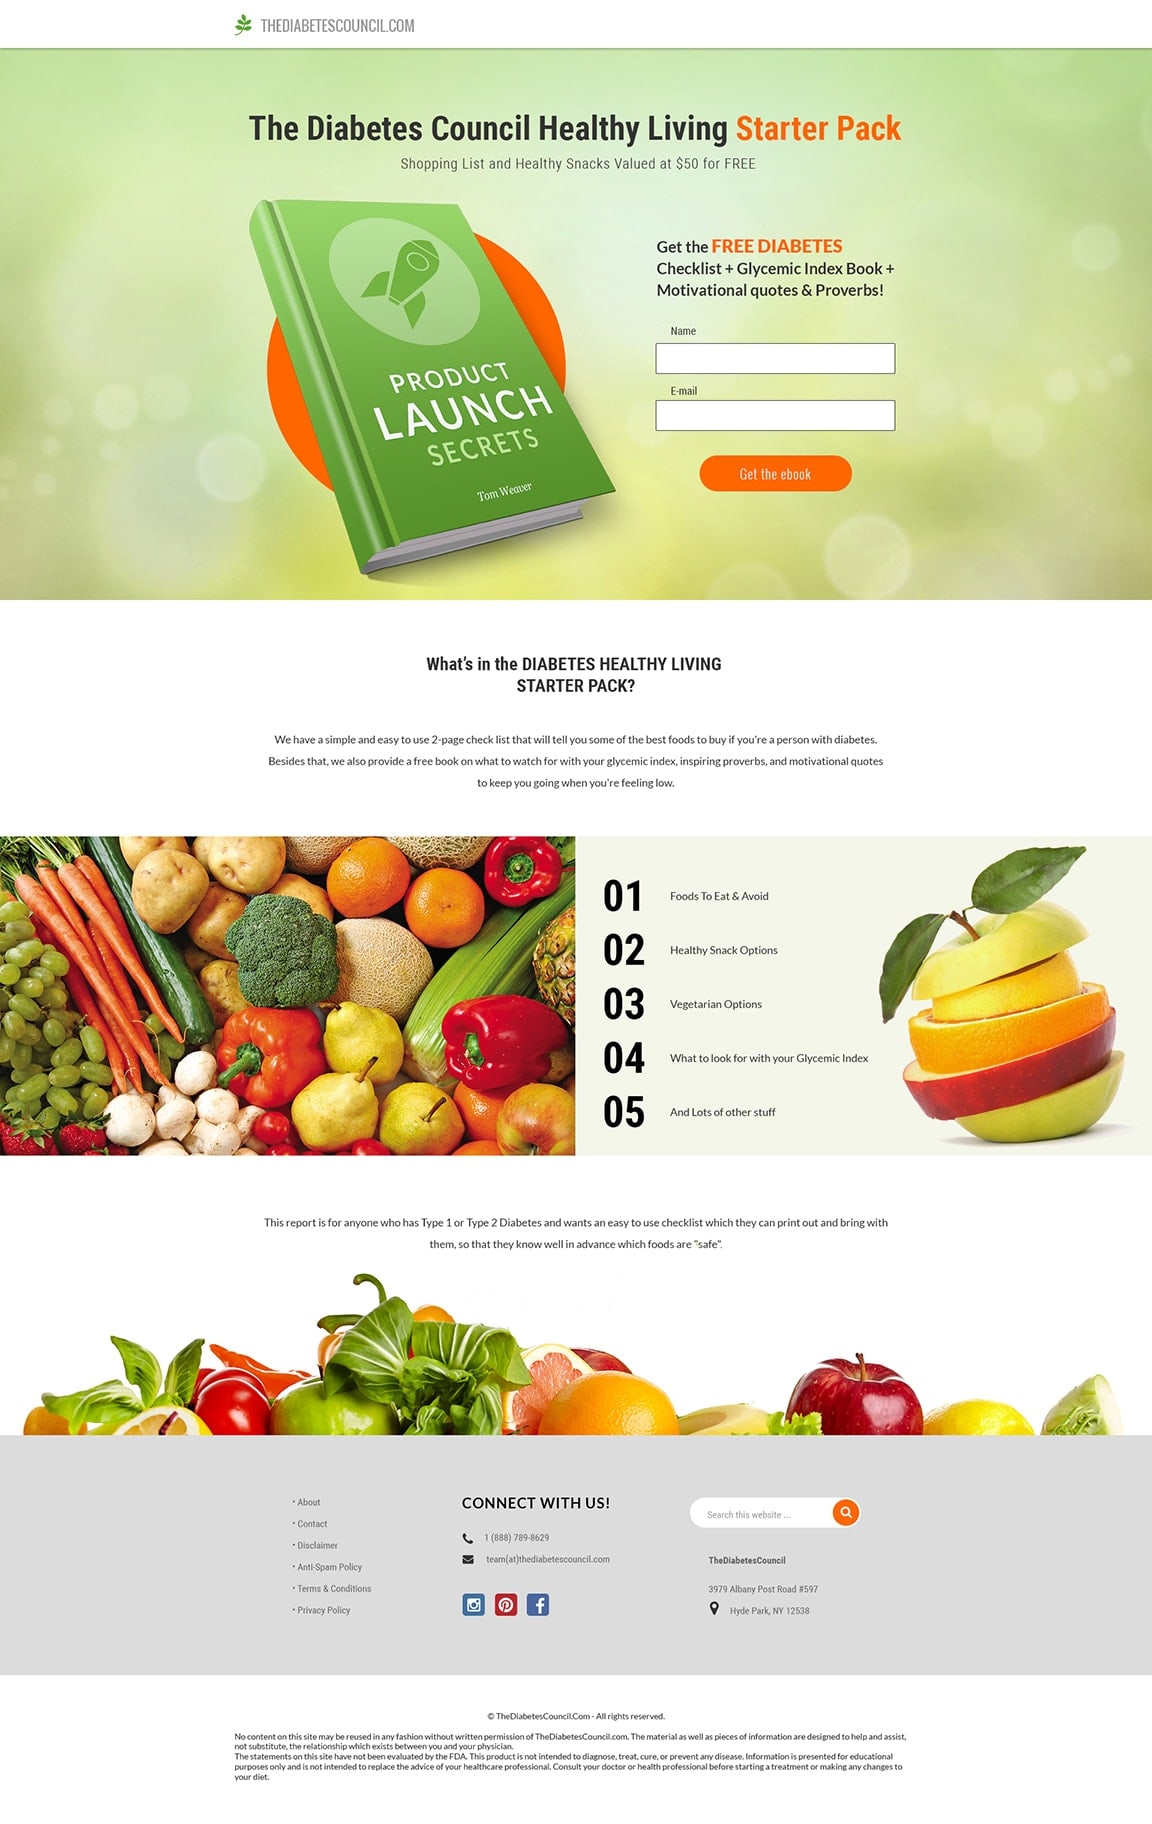 THEDIABETESCOUNCIL.COM
The Diabetes Council Healthy Living Starter Pack
Shopping List and Healthy Snacks Valued at $50 for FREE
PRODUCT
LAUNCH
SECRETS
Tom Weaver
Get the FREE DIABETES
Checklist + Glycemic Index Book +
Motivational quotes & Proverbs!
Name
E-mail
Get the ebook
What's in the DIABETES HEALTHY LIVING
STARTER PACK?
We have a simple and easy to use 2-page check list that will tell you some of the best foods to buy if you're a person with diabetes.
Besides that, we also provide a free book on what to watch for with your glycemic index, inspiring proverbs, and motivational quotes
to keep you going when you're feeling low.
01 Foods To Eat & Avoid
02 Healthy Snack Options
03 Vegetarian Options
04 What to look for with your Glycemic Index
05 And Lots of other stuff
This report is for anyone who has Type 1 or Type 2 Diabetes and wants an easy to use checklist which they can print out and bring with
them, so that they know well in advance which foods are "safe".
• About
• Contact
• Disclaimer
• Anti-Spam Policy
• Terms & Conditions
• Privacy Policy
CONNECT WITH US!
1 (888) 789-8629
team(at)thediabetescouncil.com
Search this website ...
TheDiabetesCouncil
3979 Albany Post Road #597
Hyde Park, NY 12538
© TheDiabetesCouncil.Com - All rights reserved.
No content on this site may be reused in any fashion without written permission of TheDiabetesCouncil.com. The material as well as pieces of information are designed to help and assist,
not substitute, the relationship which exists between you and your physician.
The statements on this site have not been evaluated by the FDA. This product is not intended to diagnose, treat, cure, or prevent any disease. Information is presented for educational
purposes only and is not intended to replace the advice of your healthcare professional. Consult your doctor or health professional before starting a treatment or making any changes to
your diet.